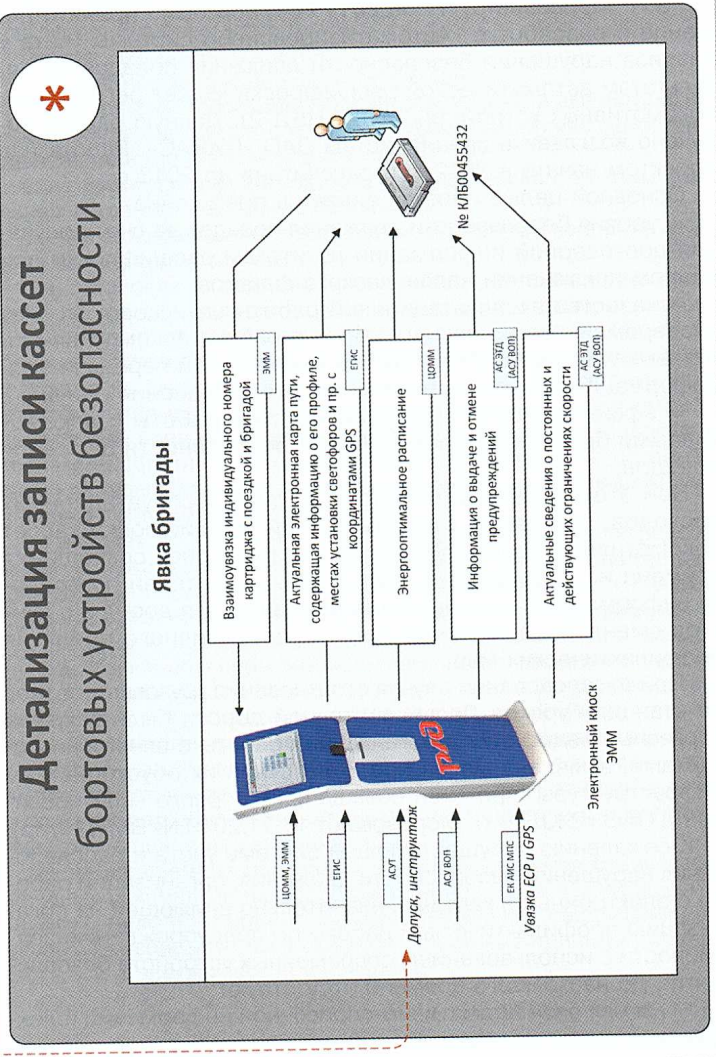 *
Детализация записи кассет
бортовых устройств безопасности
Явка бригады
ЦОММ, ЭММ
ЕГИС
АСУТ
Допуск, инструктаж
АСУ ВОП
ЕК АИС МПС
Увязка ЕСР и GPS
РЖД
Электронный киоск
ЭММ
Взаимоувязка индивидуального номера
картриджа с поездкой и бригадой
ЭММ
Актуальная электронная карта пути,
содержащая информацию о его профиле,
местах установки светофоров и пр. с
координатами GPS
ЕГИС
Энергооптимальное расписание
ЦОММ
Информация о выдаче и отмене
предупреждений
АС ЭТД
(АСУ ВОП)
Актуальные сведения о постоянных и
действующих ограничениях скорости
АС ЭТД
(АСУ ВОП)
№ КЛБ00455432